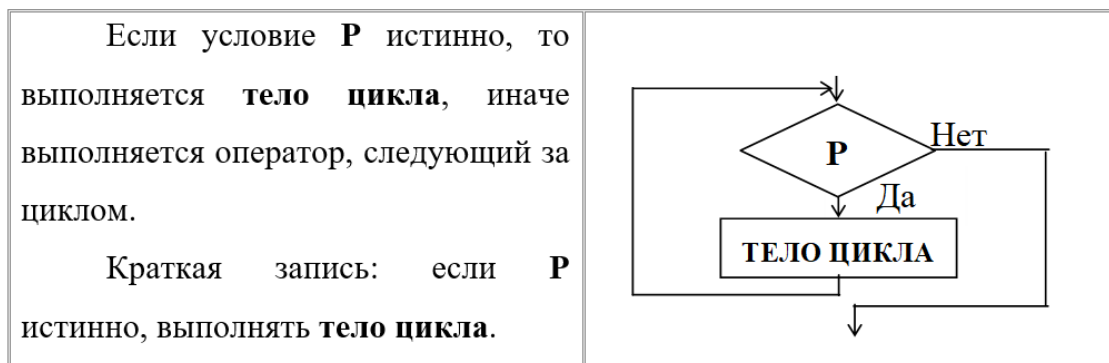 Если условие P истинно, то
выполняется тело цикла, иначе
выполняется оператор, следующий за
циклом.
Краткая запись: если P
истинно, выполнять тело цикла.
P
Нет
Да
ТЕЛО ЦИКЛА